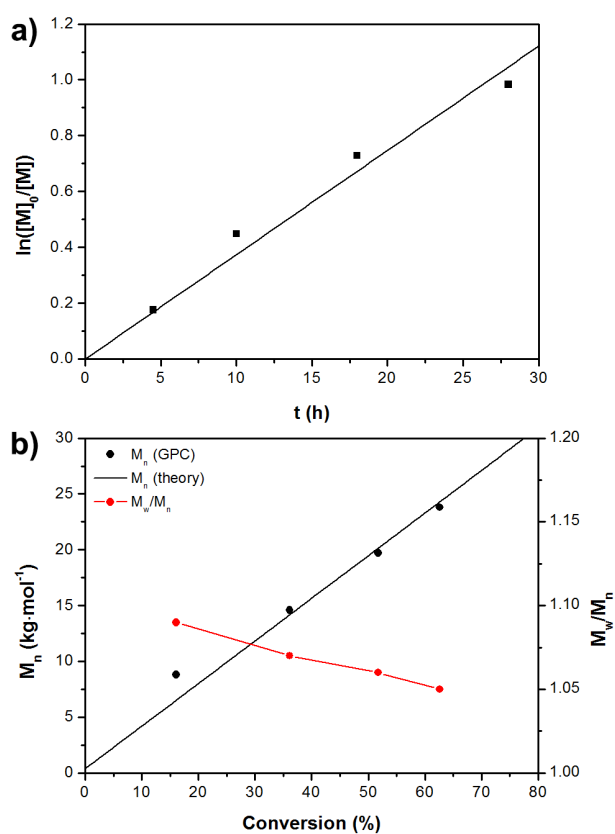 a)
1.2
1.0
0.8
0.6
0.4
0.2
0.0
ln([M]₀/[M])
0 5 10 15 20 25 30
t (h)
b)
30
25
20
15
10
5
0
Mₙ (kg·mol⁻¹)
Mₙ (GPC)
Mₙ (theory)
M_w/Mₙ
1.20
1.15
1.10
1.05
1.00
M_w/Mₙ
0 10 20 30 40 50 60 70 80
Conversion (%)